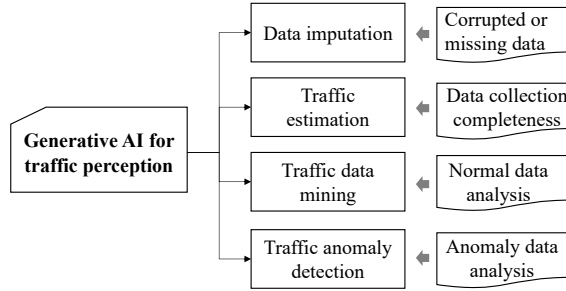 Generative AI for
traffic perception
Data imputation
Corrupted or
missing data
Traffic
estimation
Data collection
completeness
Traffic data
mining
Normal data
analysis
Traffic anomaly
detection
Anomaly data
analysis